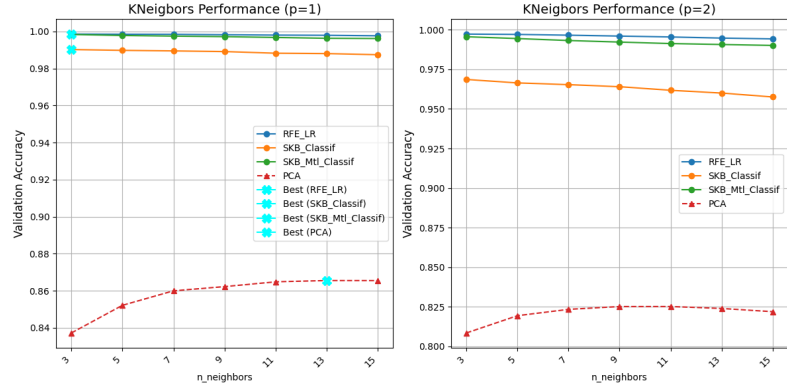 KNeigbors Performance (p=1)
Validation Accuracy
1.00
0.98
0.96
0.94
0.92
0.90
0.88
0.86
0.84
RFE_LR
SKB_Classif
SKB_Mtl_Classif
PCA
Best (RFE_LR)
Best (SKB_Classif)
Best (SKB_Mtl_Classif)
Best (PCA)
3 5 7 9 11 13 15
n_neighbors
KNeigbors Performance (p=2)
Validation Accuracy
1.000
0.975
0.950
0.925
0.900
0.875
0.850
0.825
0.800
RFE_LR
SKB_Classif
SKB_Mtl_Classif
PCA
3 5 7 9 11 13 15
n_neighbors